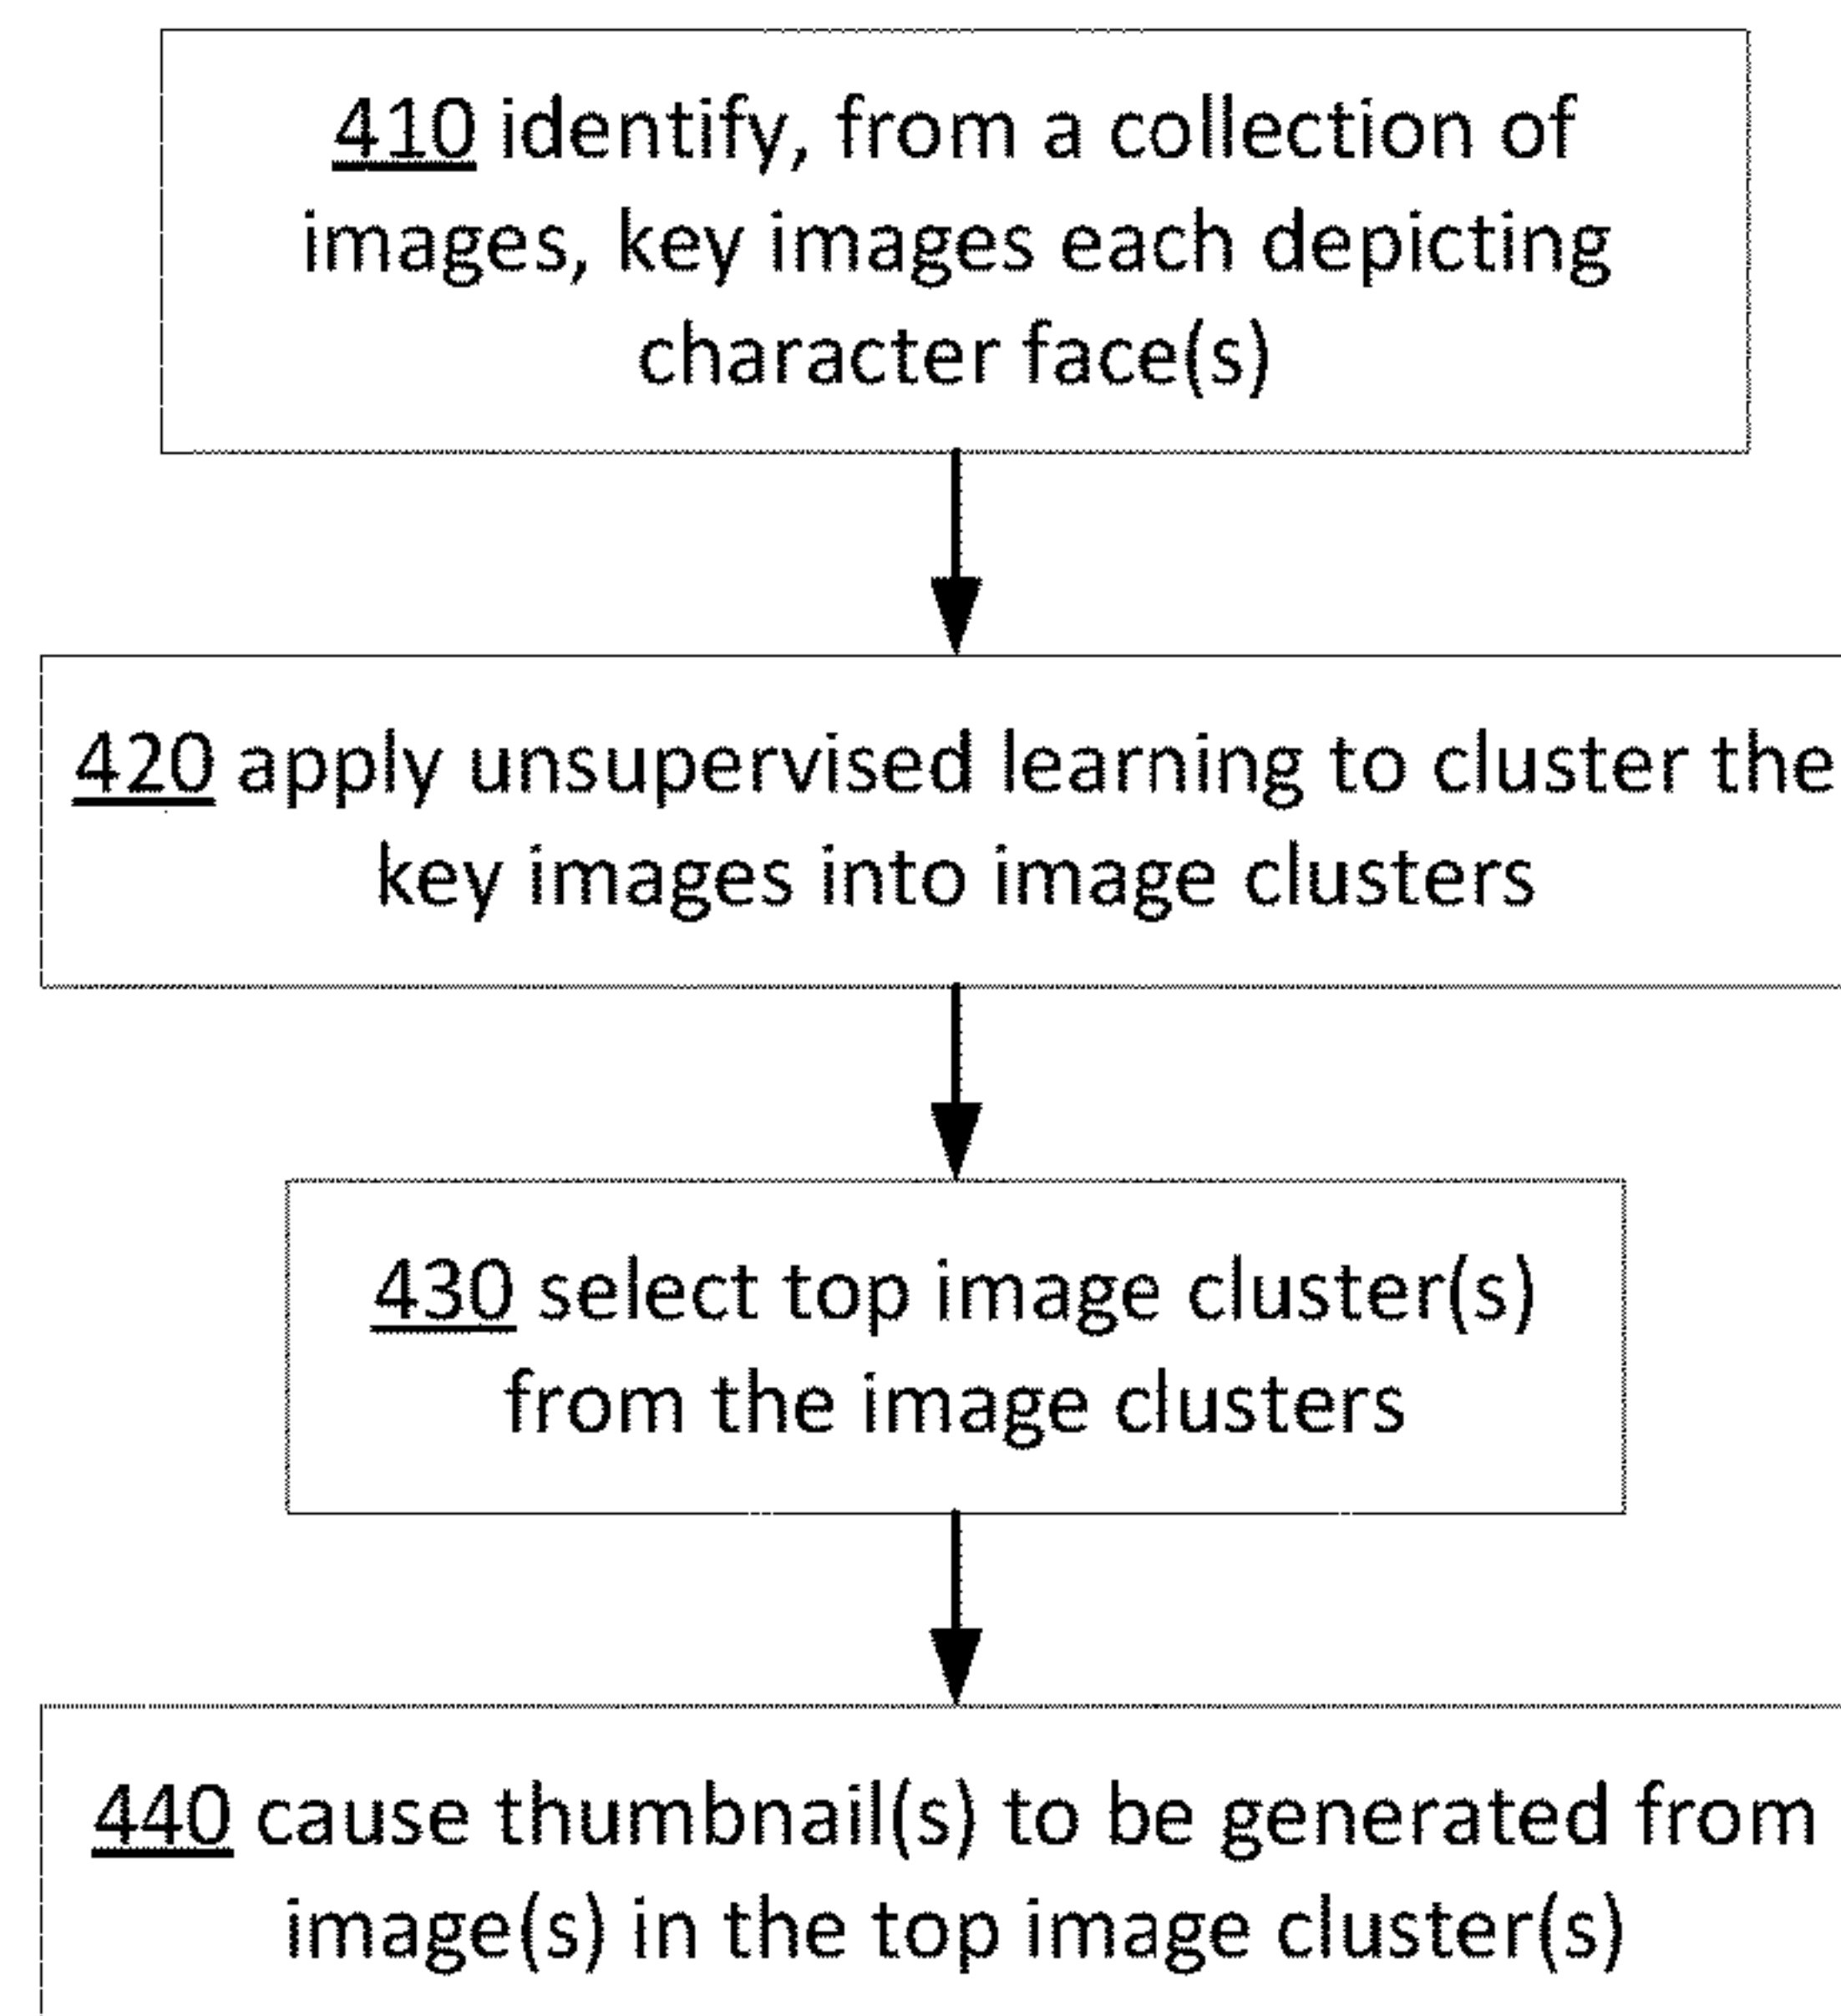 410 identify, from a collection of
images, key images each depicting
character face(s)
420 apply unsupervised learning to cluster the
key images into image clusters
430 select top image cluster(s)
from the image clusters
440 cause thumbnail(s) to be generated from
image(s) in the top image cluster(s)